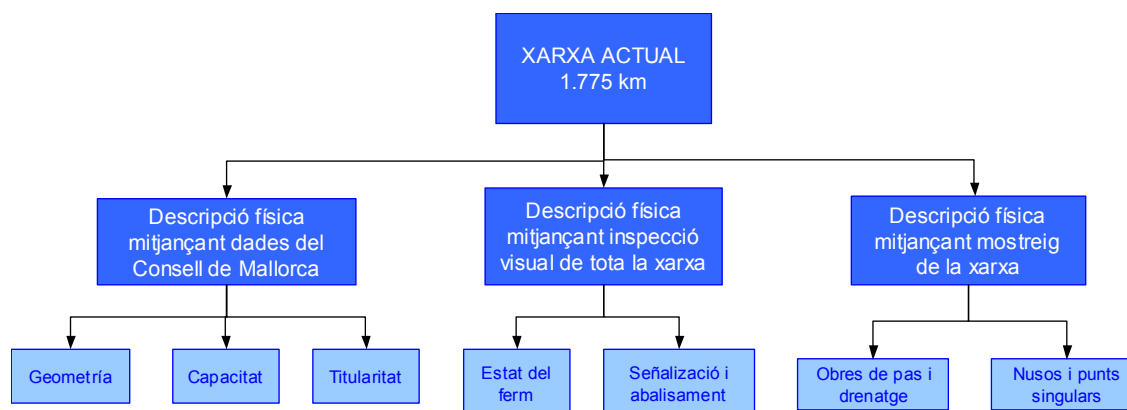 XARXA ACTUAL
1.775 km
Descripció física
mitjançant dades del
Consell de Mallorca
Descripció física
mitjançant inspecció
visual de tota la xarxa
Descripció física
mitjançant mostreig
de la xarxa
Geometría
Capacitat
Titularitat
Estat del
ferm
Señalizació i
abalisament
Obres de pas i
drenatge
Nusos i punts
singulars